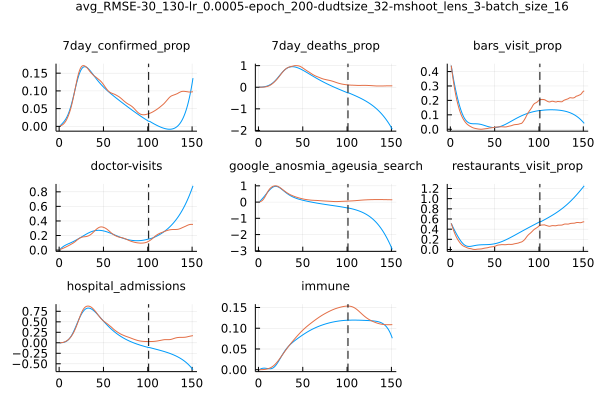 avg_RMSE-30_130-lr_0.0005-epoch_200-dudtsize_32-mshoot_lens_3-batch_size_16
7day_confirmed_prop 7day_deaths_prop bars_visit_prop
0.15 1 0.4
0.10 0 0.3
0.05 −1 0.2
0.00 −2 0.1
0.0
0 50 100 150 0 50 100 150 0 50 100 150
doctor-visits google_anosmia_ageusia_search restaurants_visit_prop
0.8 1 1.2
0.6 0 1.0
0.4 −1 0.8
0.2 −2 0.6
0.0 −3 0.4
0.2
0.0
0 50 100 150 0 50 100 150 0 50 100 150
hospital_admissions immune
0.75 0.15
0.50 0.10
0.25 0.05
0.00 0.00
−0.25
−0.50
0 50 100 150 0 50 100 150